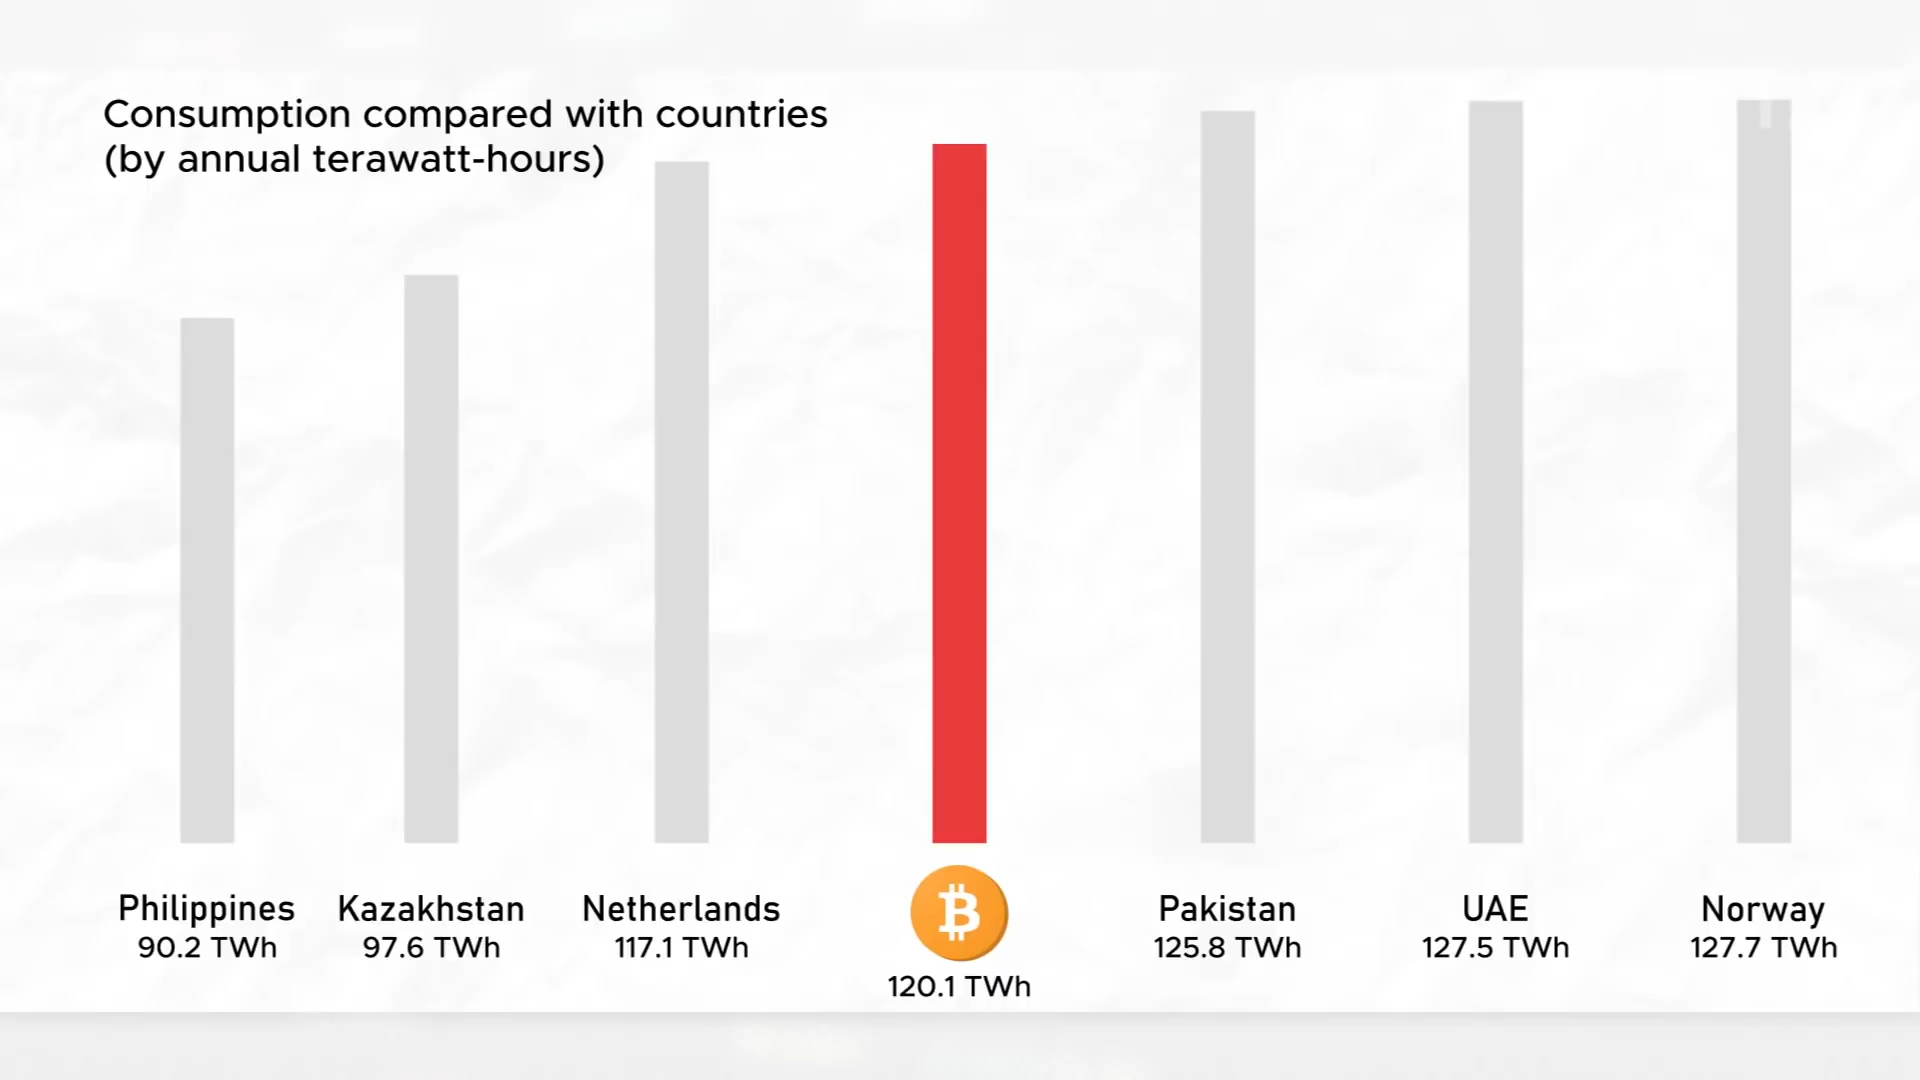 Consumption compared with countries
(by annual terawatt-hours)
Philippines
90.2 TWh
Kazakhstan
97.6 TWh
Netherlands
117.1 TWh
₿
120.1 TWh
Pakistan
125.8 TWh
UAE
127.5 TWh
Norway
127.7 TWh